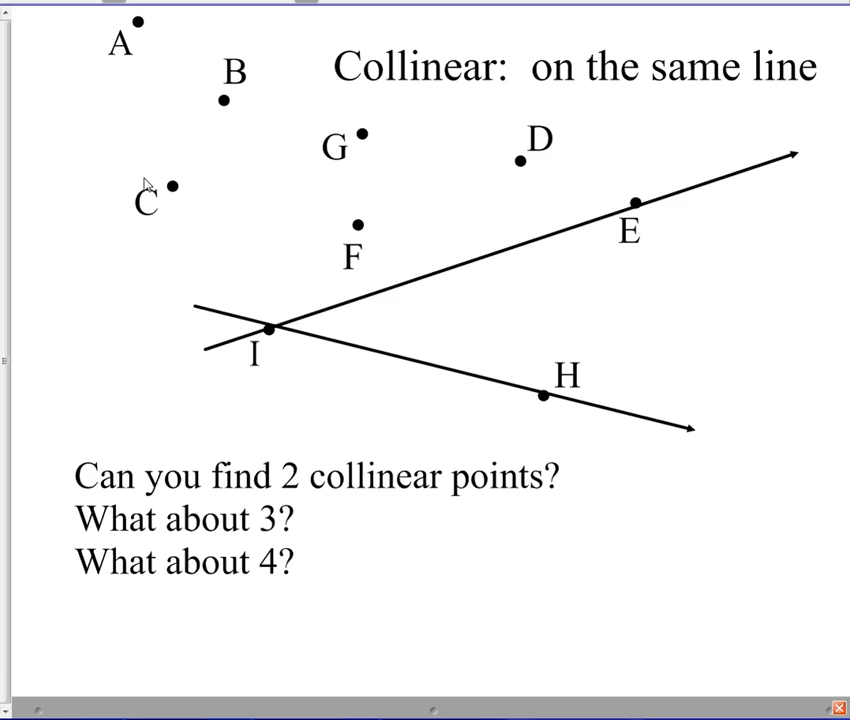 A
B
Collinear: on the same line
G
D
C
F
E
I
H
Can you find 2 collinear points?
What about 3?
What about 4?